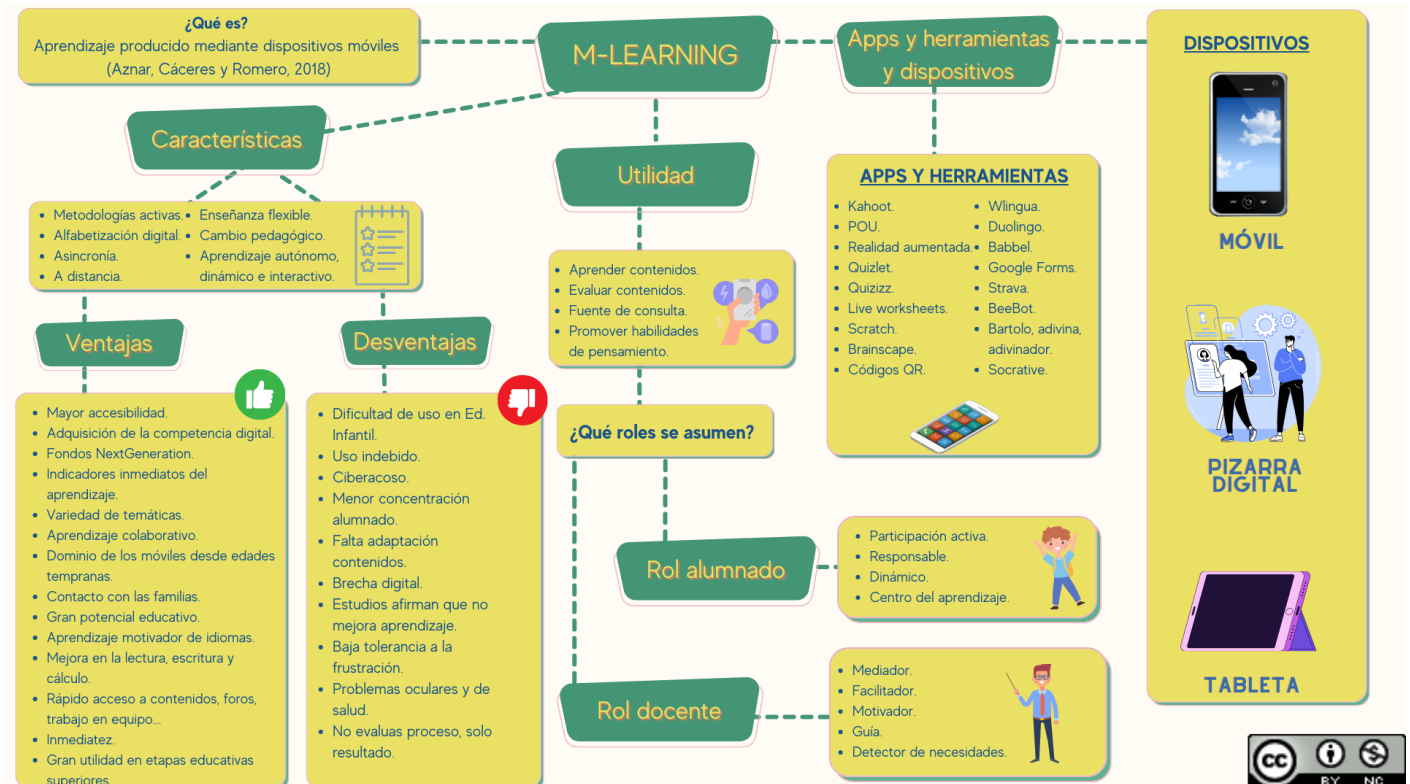 ¿Qué es?
Aprendizaje producido mediante dispositivos móviles
(Aznar, Cáceres y Romero, 2018)
M-LEARNING
Apps y herramientas
y dispositivos
Características
• Metodologías activas.
• Alfabetización digital.
• Asincronía.
• A distancia.
• Enseñanza flexible.
• Cambio pedagógico.
• Aprendizaje autónomo,
dinámico e interactivo.
Ventajas
• Mayor accesibilidad.
• Adquisición de la competencia digital.
• Fondos NextGeneration.
• Indicadores inmediatos del
aprendizaje.
• Variedad de temáticas.
• Aprendizaje colaborativo.
• Dominio de los móviles desde edades
tempranas.
• Contacto con las familias.
• Gran potencial educativo.
• Aprendizaje motivador de idiomas.
• Mejora en la lectura, escritura y
cálculo.
• Rápido acceso a contenidos, foros,
trabajo en equipo...
• Inmediatez.
• Gran utilidad en etapas educativas
superiores
Desventajas
• Dificultad de uso en Ed.
Infantil.
• Uso indebido.
• Ciberacoso.
• Menor concentración
alumnado.
• Falta adaptación
contenidos.
• Brecha digital.
• Estudios afirman que no
mejora aprendizaje.
• Baja tolerancia a la
frustración.
• Problemas oculares y de
salud.
• No evaluas proceso, solo
resultado.
Utilidad
• Aprender contenidos.
• Evaluar contenidos.
• Fuente de consulta.
• Promover habilidades
de pensamiento.
¿Qué roles se asumen?
Rol alumnado
• Participación activa.
• Responsable.
• Dinámico.
• Centro del aprendizaje.
Rol docente
• Mediador.
• Facilitador.
• Motivador.
• Guía.
• Detector de necesidades.
APPS Y HERRAMIENTAS
• Kahoot.
• POU.
• Realidad aumentada.
• Quizlet.
• Quizizz.
• Live worksheets.
• Scratch.
• Brainscape.
• Códigos QR.
• Wlingua.
• Duolingo.
• Babbel.
• Google Forms.
• Strava.
• BeeBot.
• Bartolo, adivina,
adivinador.
• Socrative.
DISPOSITIVOS
MÓVIL
PIZARRA
DIGITAL
TABLETA
cc
BY NC